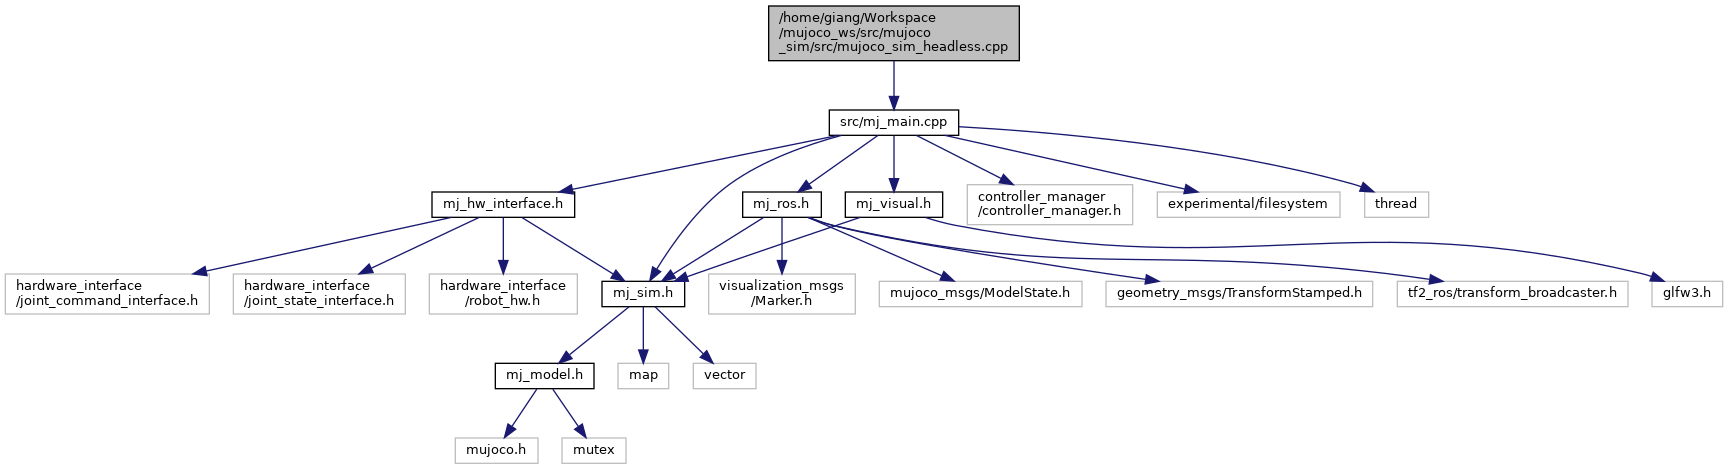 /home/giang/Workspace
/mujoco_ws/src/mujoco
_sim/src/mujoco_sim_headless.cpp
src/mj_main.cpp
mj_hw_interface.h
mj_ros.h
mj_visual.h
controller_manager
/controller_manager.h
experimental/filesystem
thread
hardware_interface
/joint_command_interface.h
hardware_interface
/joint_state_interface.h
hardware_interface
/robot_hw.h
mj_sim.h
visualization_msgs
/Marker.h
mujoco_msgs/ModelState.h
geometry_msgs/TransformStamped.h
tf2_ros/transform_broadcaster.h
glfw3.h
mj_model.h
map
vector
mujoco.h
mutex